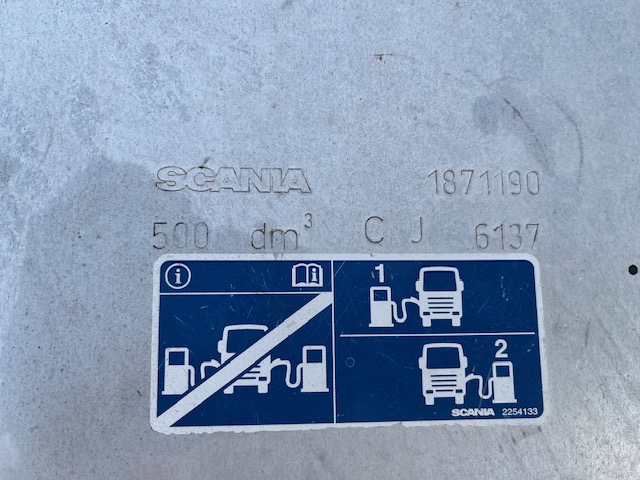 SCANIA 1871190
500 dm³ C J 6137
i i
1
2
SCANIA 2254133